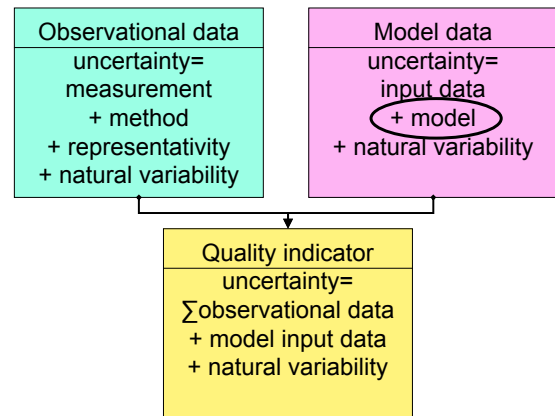 Observational data
uncertainty=
measurement
+ method
+ representativity
+ natural variability
Model data
uncertainty=
input data
+ model
+ natural variability
Quality indicator
uncertainty=
∑observational data
+ model input data
+ natural variability